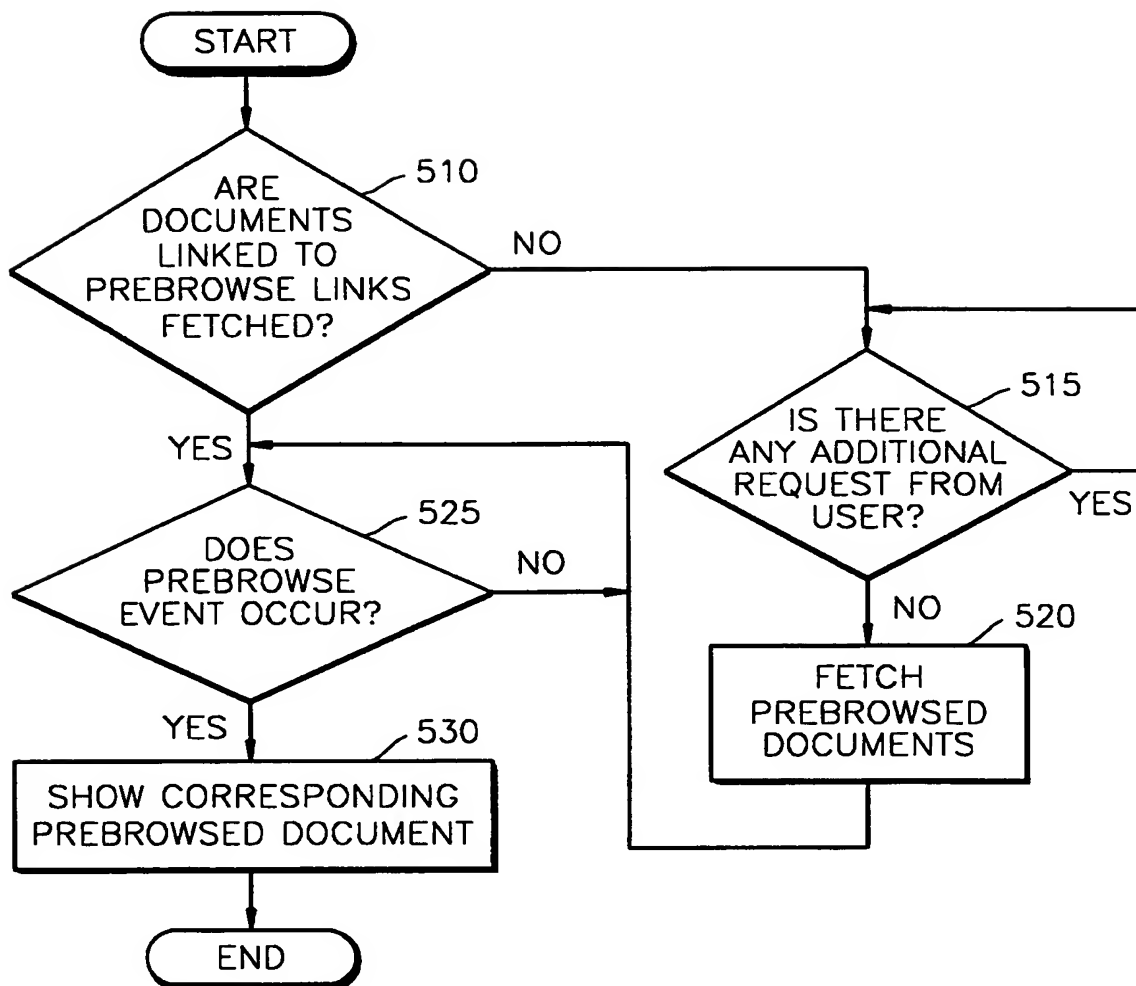 START
510
ARE
DOCUMENTS
LINKED TO
PREBROWSE LINKS
FETCHED?
NO
YES
515
IS THERE
ANY ADDITIONAL
REQUEST FROM
USER?
YES
NO
525
DOES
PREBROWSE
EVENT OCCUR?
NO
YES
520
FETCH
PREBROWSED
DOCUMENTS
530
SHOW CORRESPONDING
PREBROWSED DOCUMENT
END